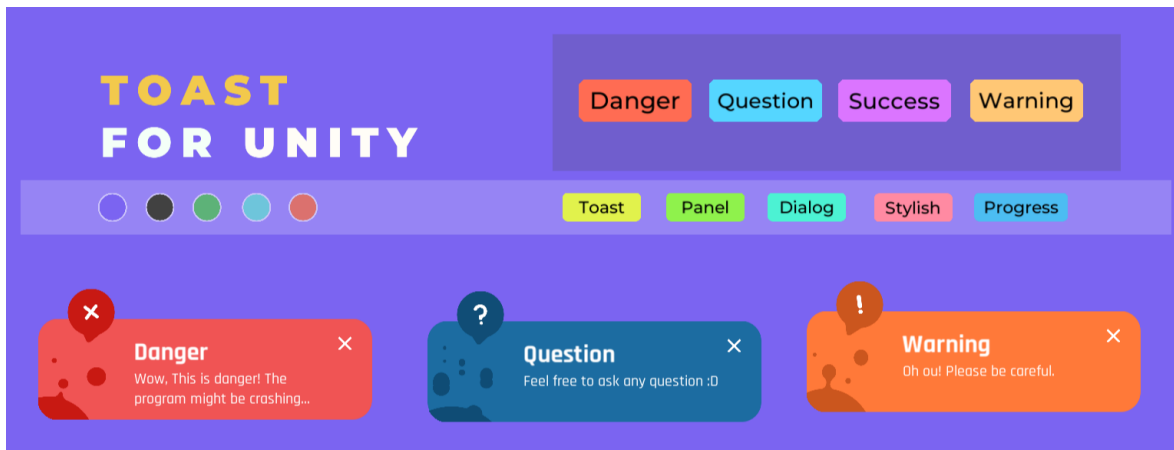 TOAST
FOR UNITY
Danger
Question
Success
Warning
Toast
Panel
Dialog
Stylish
Progress
Danger
Wow, This is danger! The
program might be crashing...
Question
Feel free to ask any question :D
Warning
Oh ou! Please be careful.